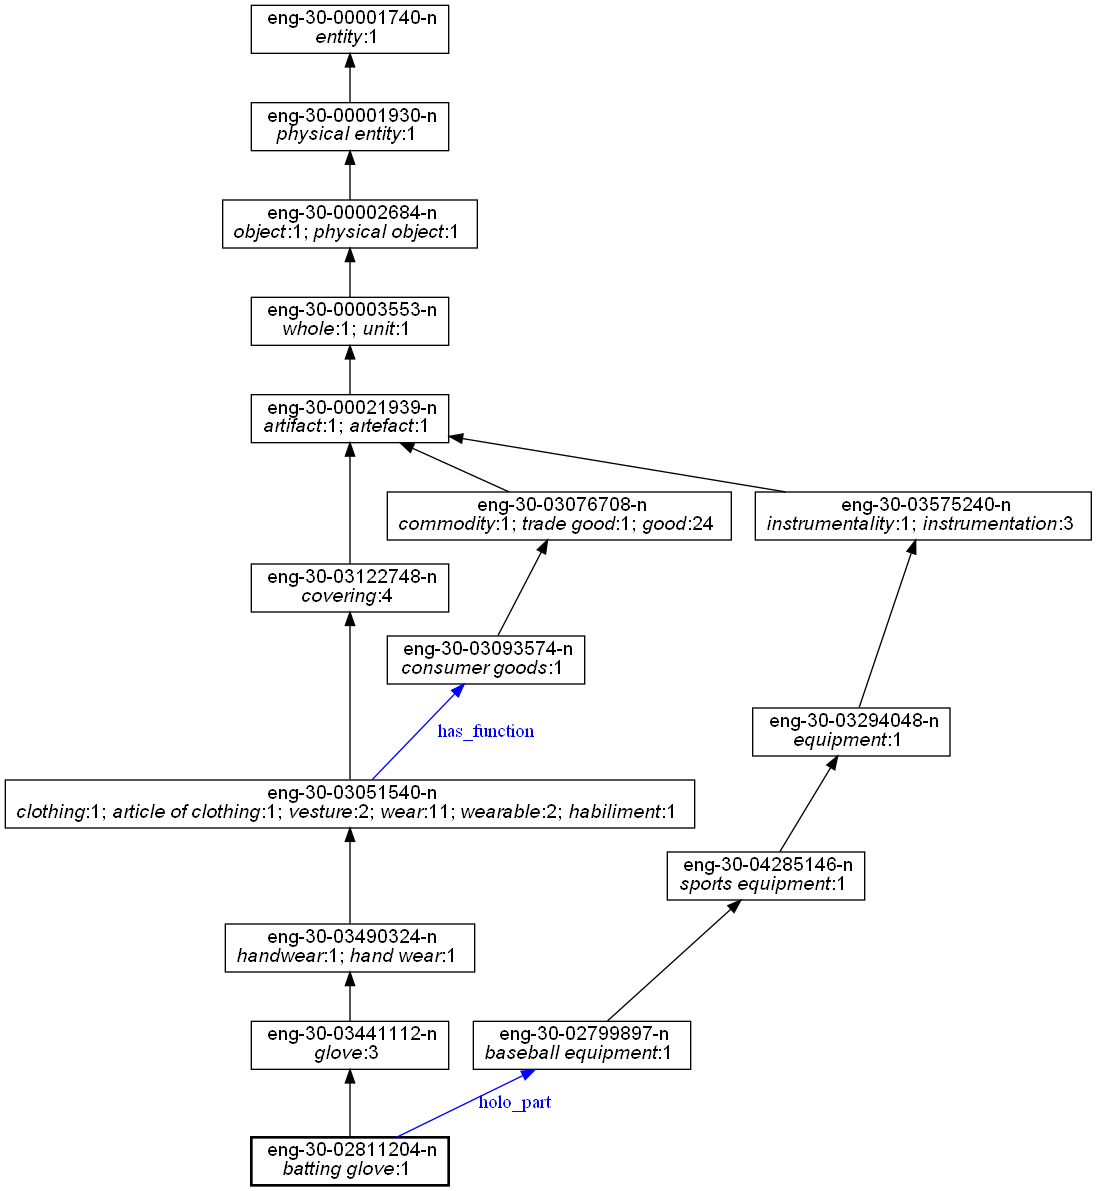 eng-30-00001740-n
entity:1
eng-30-00001930-n
physical entity:1
eng-30-00002684-n
object:1; physical object:1
eng-30-00003553-n
whole:1; unit:1
eng-30-00021939-n
artifact:1; artefact:1
eng-30-03076708-n
commodity:1; trade good:1; good:24
eng-30-03575240-n
instrumentality:1; instrumentation:3
eng-30-03122748-n
covering:4
eng-30-03093574-n
consumer goods:1
eng-30-03294048-n
equipment:1
has_function
eng-30-03051540-n
clothing:1; article of clothing:1; vesture:2; wear:11; wearable:2; habiliment:1
eng-30-04285146-n
sports equipment:1
eng-30-03490324-n
handwear:1; hand wear:1
eng-30-03441112-n
glove:3
eng-30-02799897-n
baseball equipment:1
holo_part
eng-30-02811204-n
batting glove:1